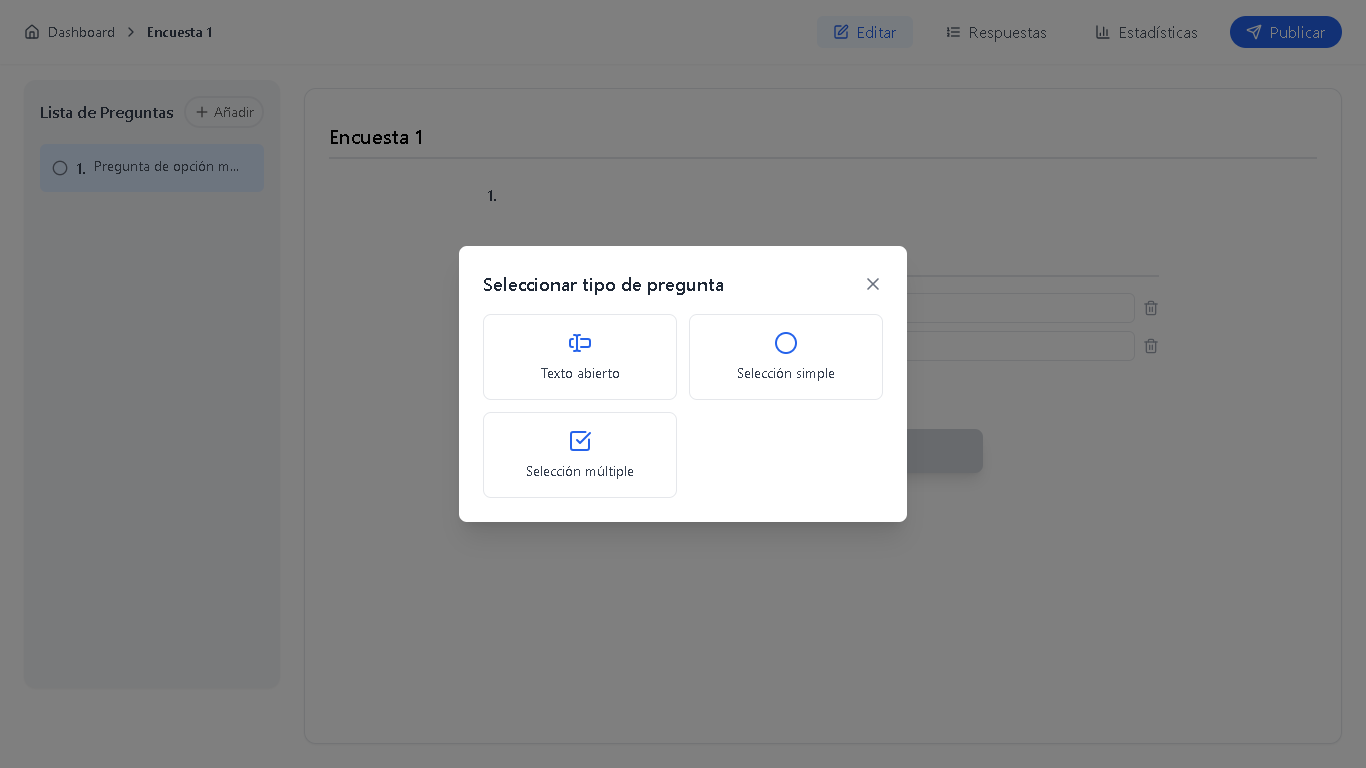 Dashboard > Encuesta 1
Editar
Respuestas
Estadísticas
Publicar
Lista de Preguntas
+ Añadir
1. Pregunta de opción m...
Encuesta 1
1.
Seleccionar tipo de pregunta
Texto abierto
Selección simple
Selección múltiple